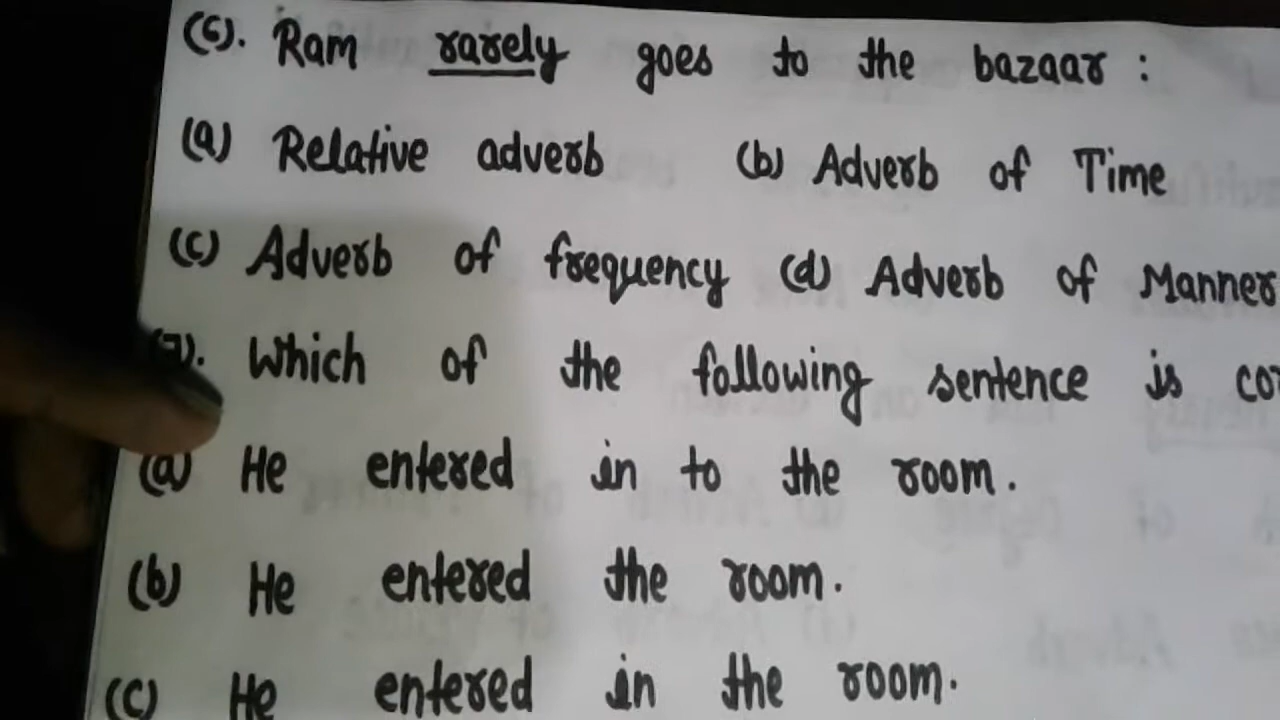 (6). Ram rarely goes to the bazaar :
(a) Relative adverb (b) Adverb of Time
(c) Adverb of frequency (d) Adverb of Manner
(7). Which of the following sentence is
(a) He entered in to the room.
(b) He entered the room.
(c) He entered in the room.